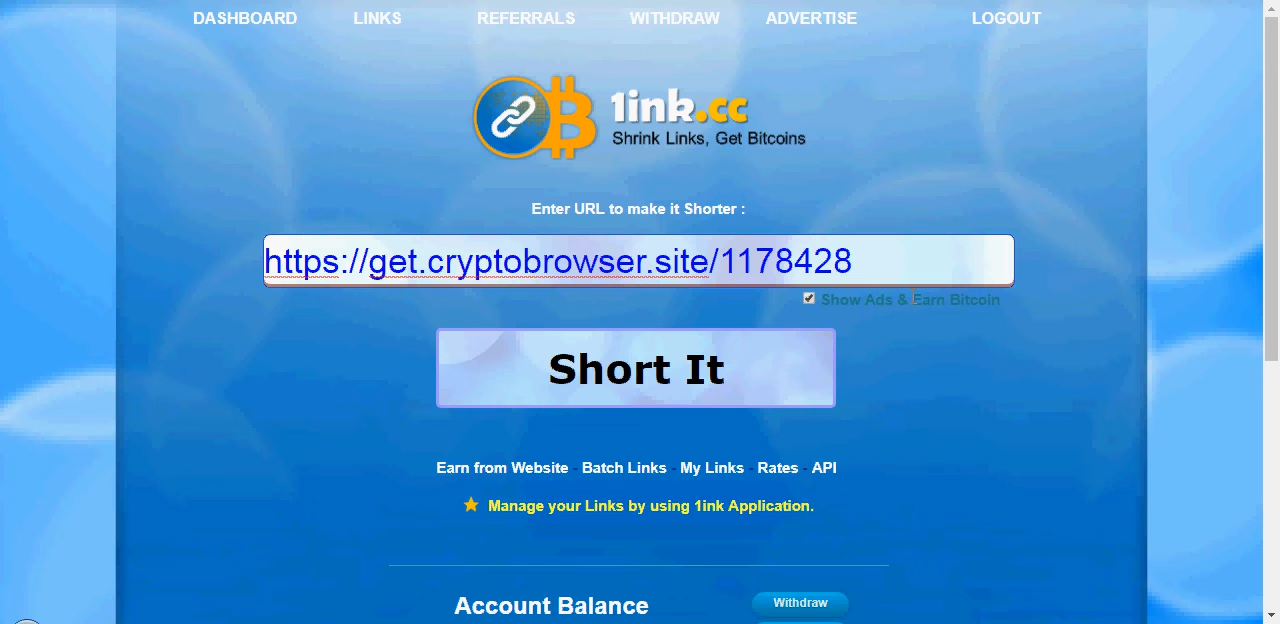 DASHBOARD LINKS REFERRALS WITHDRAW ADVERTISE LOGOUT
1ink.cc
Shrink Links, Get Bitcoins
Enter URL to make it Shorter :
https://get.cryptobrowser.site/1178428
Show Ads & Earn Bitcoin
Short It
Earn from Website - Batch Links - My Links - Rates - API
Manage your Links by using 1ink Application.
Account Balance
Withdraw